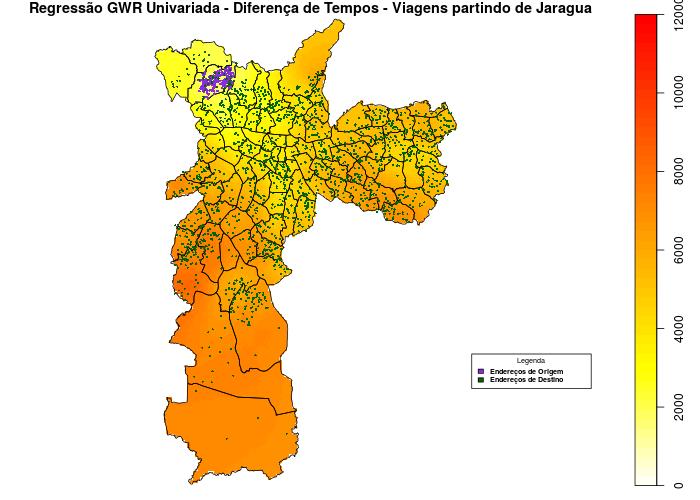 Regressão GWR Univariada - Diferença de Tempos - Viagens partindo de Jaragua
12000
10000
8000
6000
4000
2000
0
Legenda
Endereços de Origem
Endereços de Destino